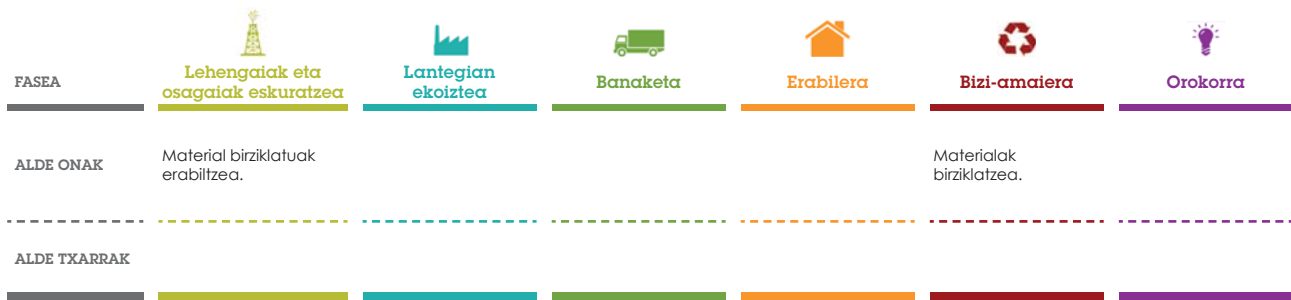 FASEA
Lehengaiak eta
osagaiak eskuratzea
Lantegian
ekoiztea
Banaketa
Erabilera
Bizi-amaiera
Orokorra
ALDE ONAK
Material birziklatuak
erabiltzea.
Materialak
birziklatzea.
ALDE TXARRAK